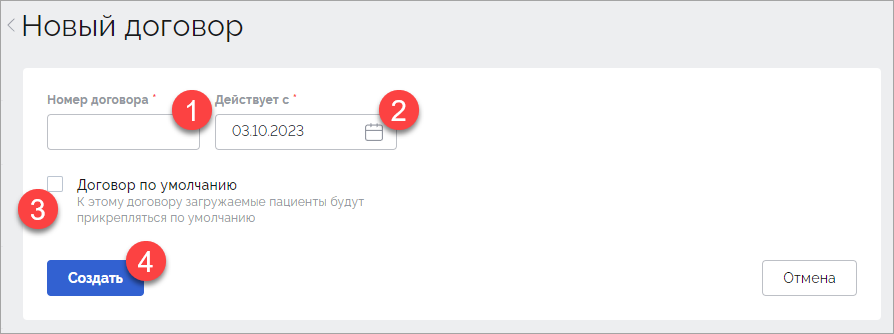 Новый договор
Номер договора * 1 Действует с * 2
03.10.2023
Договор по умолчанию
3 К этому договору загружаемые пациенты будут
прикрепляться по умолчанию
Создать 4 Отмена